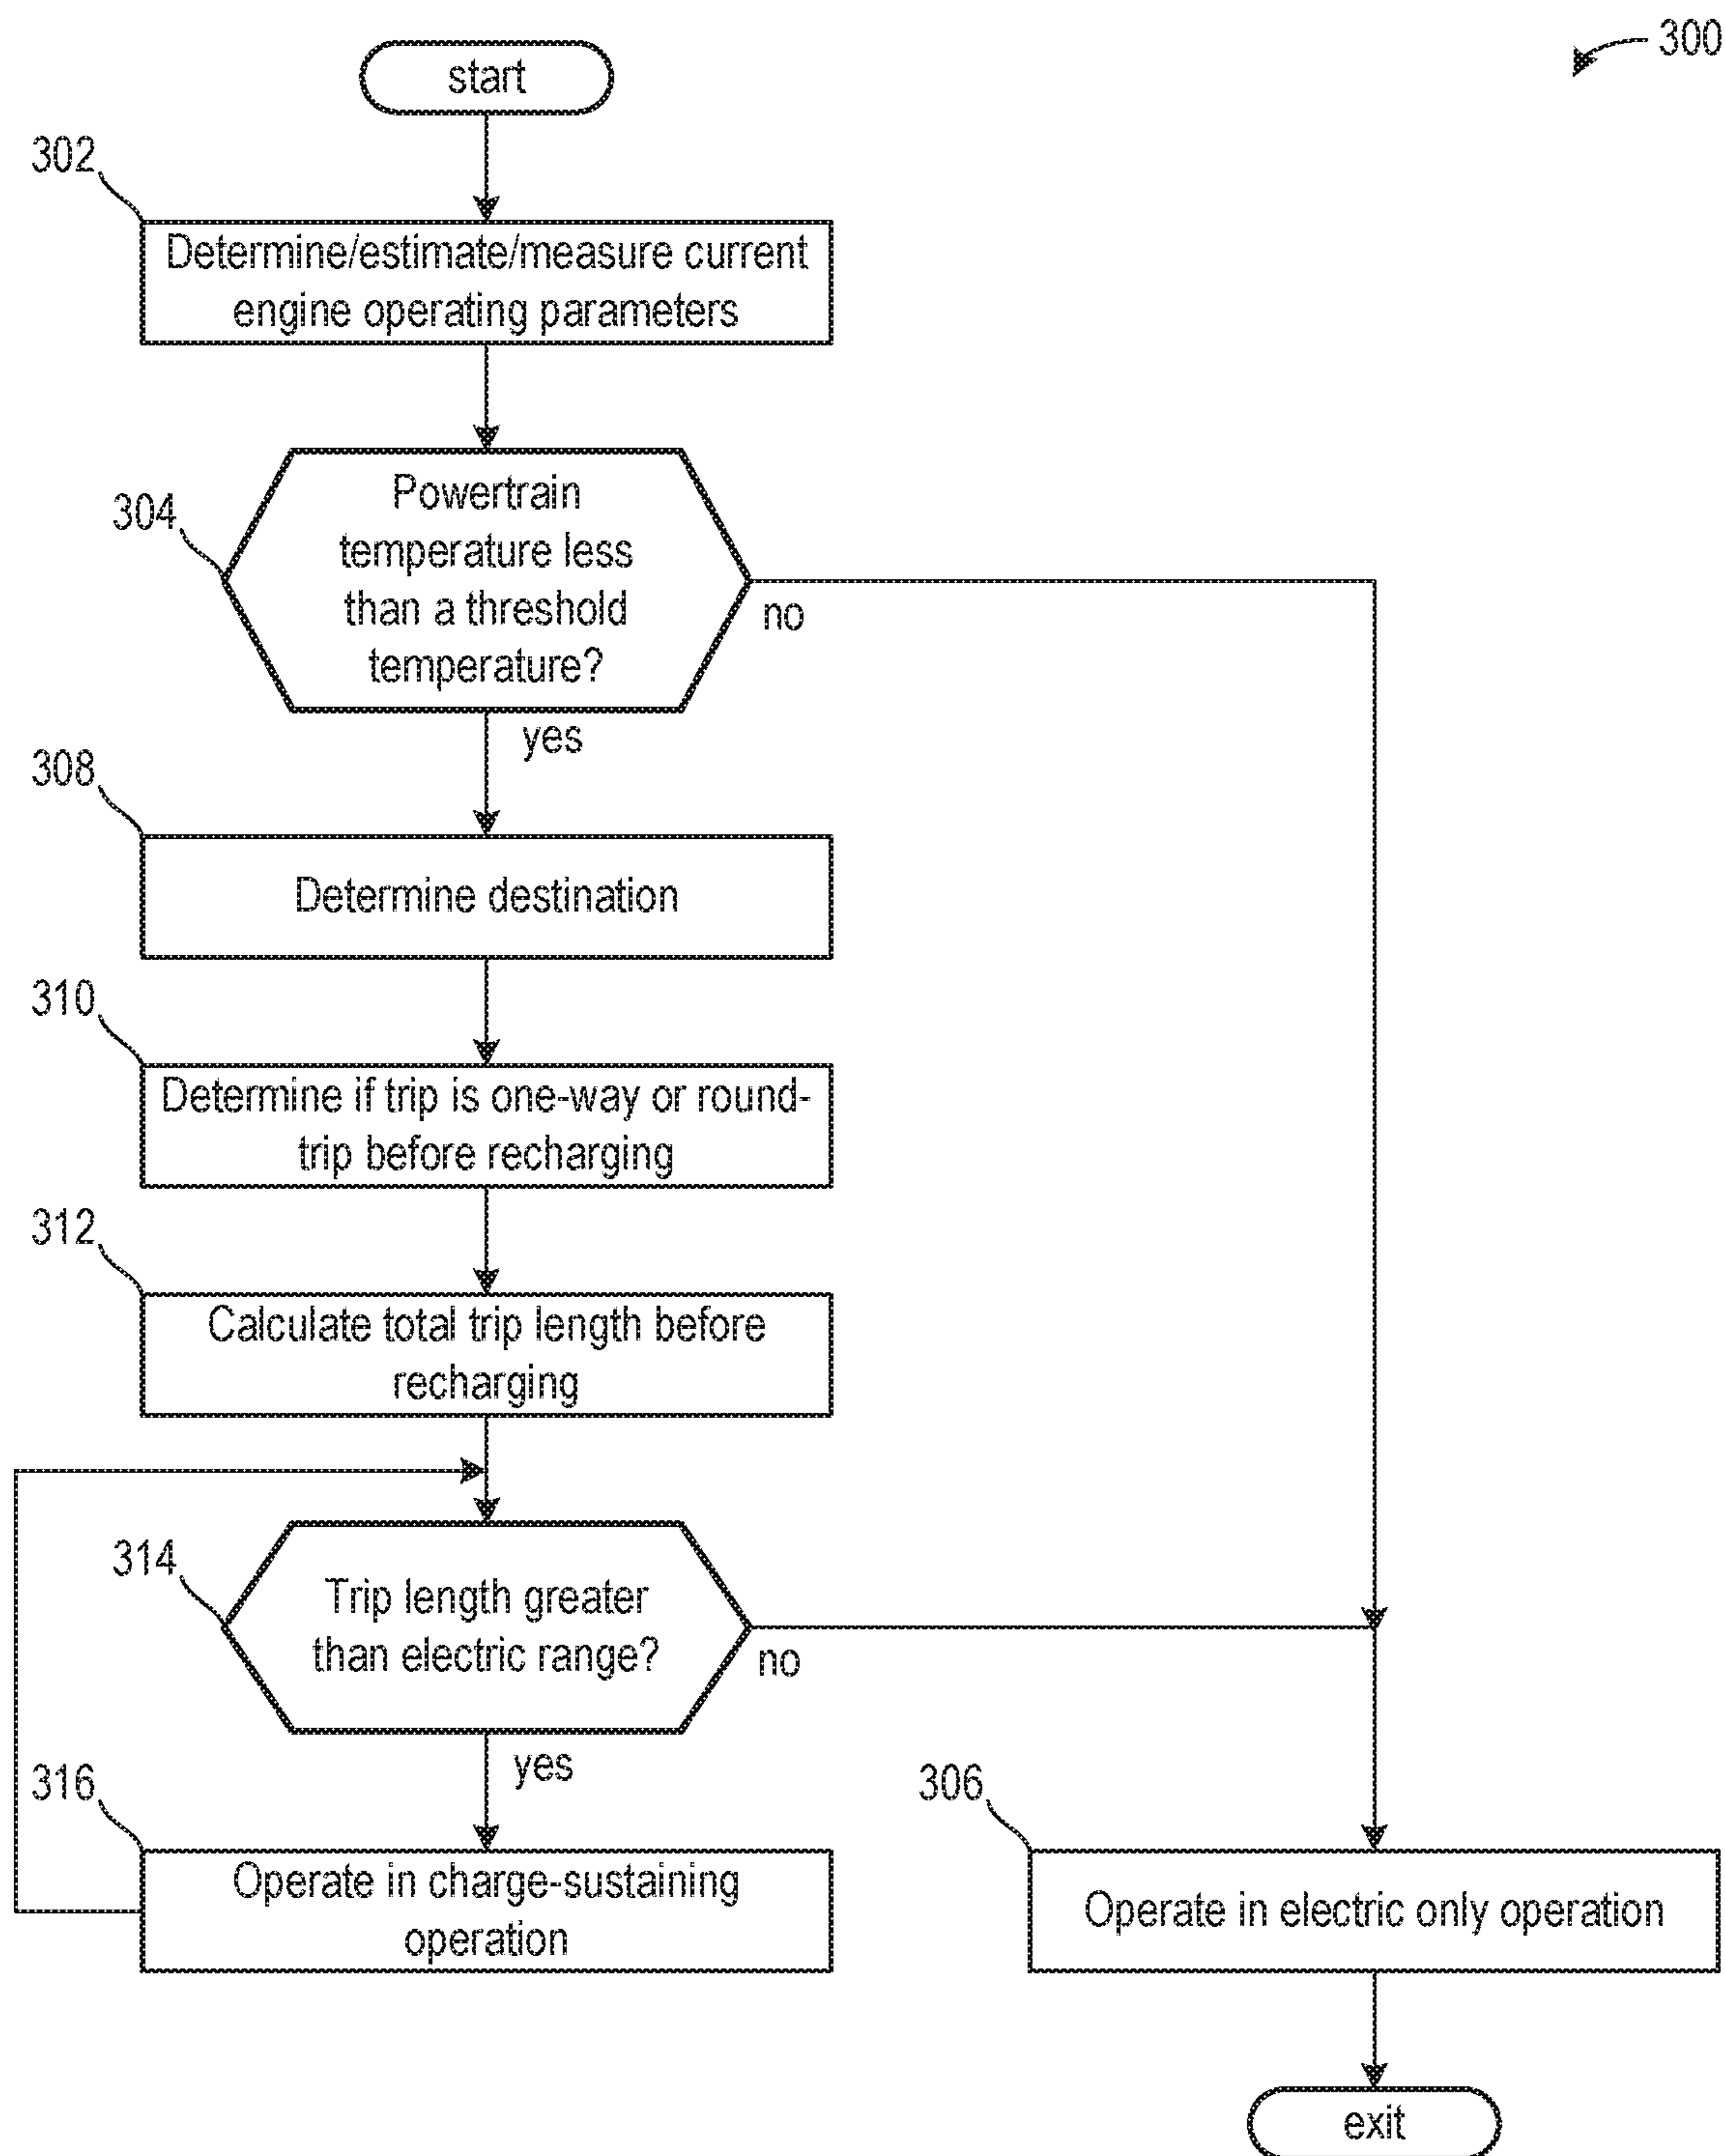 300
start
302
Determine/estimate/measure current
engine operating parameters
304
Powertrain
temperature less
than a threshold
temperature?
no
yes
308
Determine destination
310
Determine if trip is one-way or round-
trip before recharging
312
Calculate total trip length before
recharging
314
Trip length greater
than electric range?
no
yes
316
Operate in charge-sustaining
operation
306
Operate in electric only operation
exit